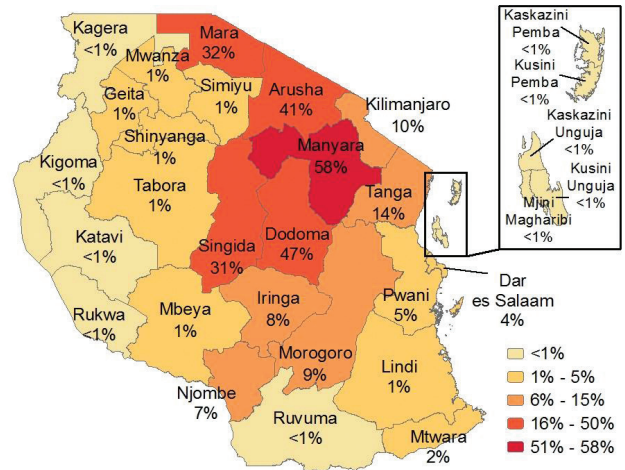 Kagera
<1%
Mara
32%
Mwanza
1%
Simiyu
1%
Geita
1%
Arusha
41%
Kilimanjaro
10%
Shinyanga
1%
Manyara
58%
Kigoma
<1%
Tabora
1%
Tanga
14%
Katavi
<1%
Singida
31%
Dodoma
47%
Rukwa
<1%
Mbeya
1%
Iringa
8%
Pwani
5%
Dar
es Salaam
4%
Morogoro
9%
Lindi
1%
Njombe
7%
Ruvuma
<1%
Mtwara
2%
Kaskazini
Pemba
<1%
Kusini
Pemba
<1%
Kaskazini
Unguja
<1%
Kusini
Unguja
<1%
Mjini
Magharibi
<1%
<1%
1% - 5%
6% - 15%
16% - 50%
51% - 58%